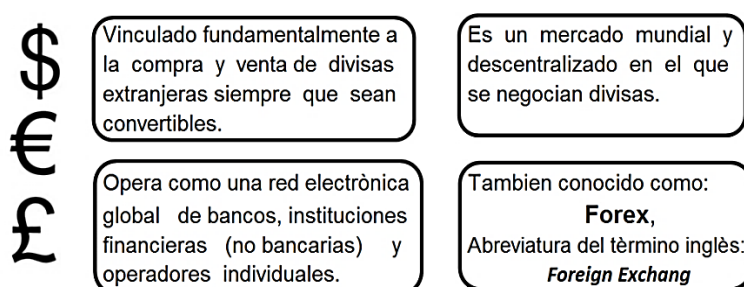 $
€
£
Vinculado fundamentalmente a
la compra y venta de divisas
extranjeras siempre que sean
convertibles.
Es un mercado mundial y
descentralizado en el que
se negocian divisas.
Opera como una red electrònica
global de bancos, instituciones
financieras (no bancarias) y
operadores individuales.
Tambien conocido como:
Forex,
Abreviatura del tèrmino inglès:
Foreign Exchang